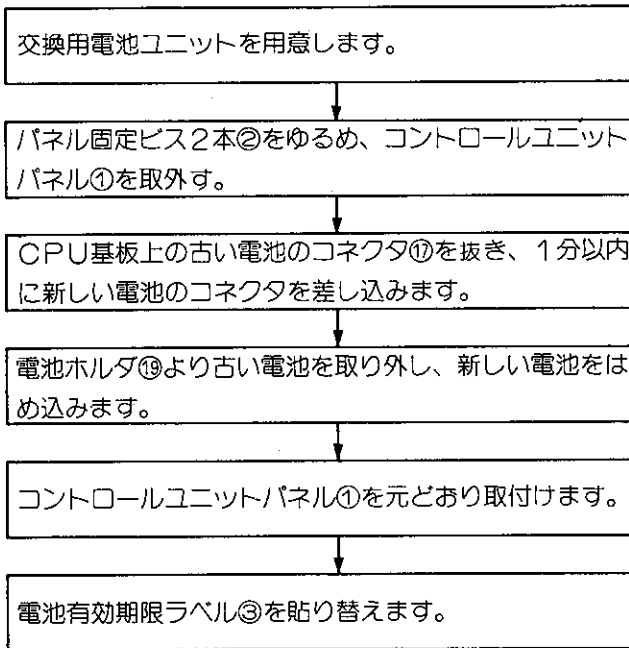 交換用電池ユニットを用意します。
パネル固定ビス2本②をゆるめ、コントロールユニット
パネル①を取外す。
CPU基板上の古い電池のコネクタ⑰を抜き、1分以内
に新しい電池のコネクタを差し込みます。
電池ホルダ⑲より古い電池を取り外し、新しい電池をは
め込みます。
コントロールユニットパネル①を元どおり取付けます。
電池有効期限ラベル③を貼り替えます。